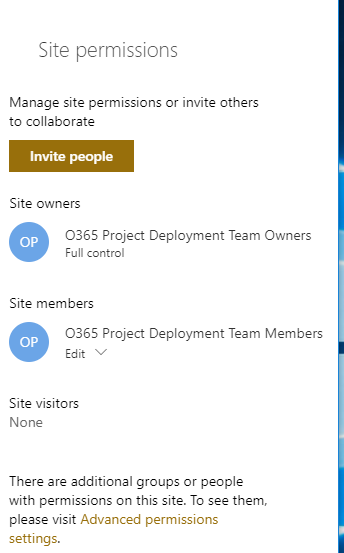 Site permissions
Manage site permissions or invite others
to collaborate
Invite people
Site owners
OP
O365 Project Deployment Team Owners
Full control
Site members
OP
O365 Project Deployment Team Members
Edit
Site visitors
None
There are additional groups or people
with permissions on this site. To see them,
please visit Advanced permissions
settings.